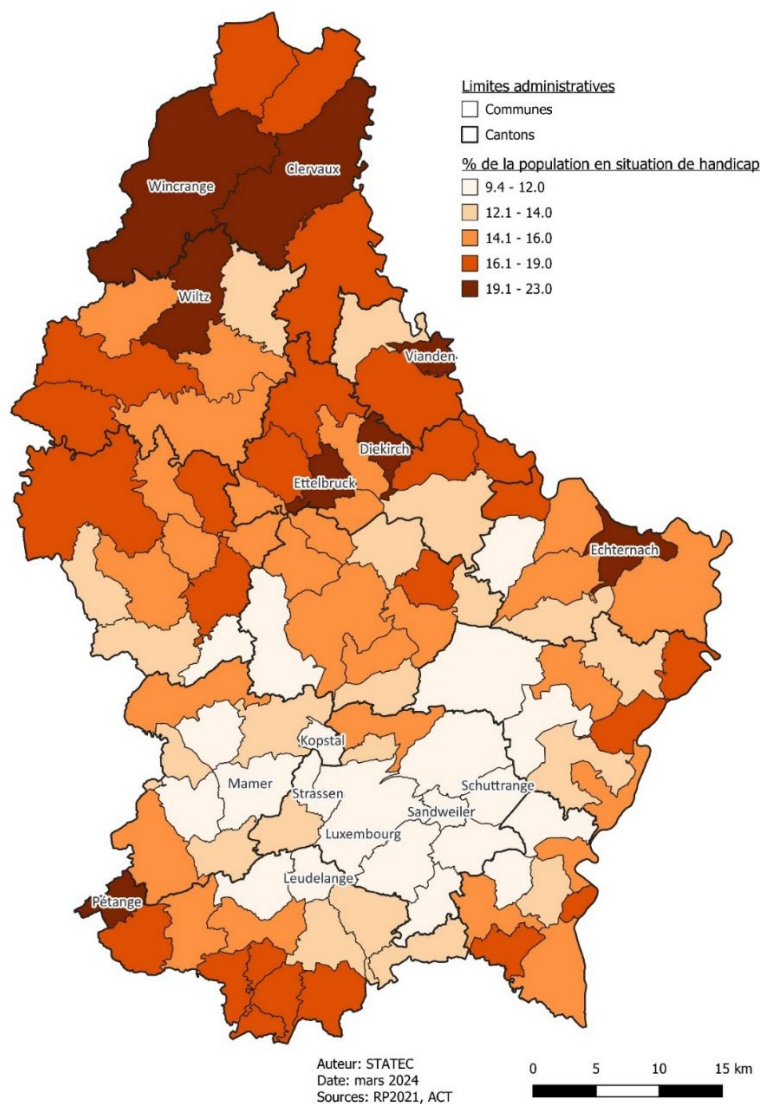 Limites administratives
Communes
Cantons
% de la population en situation de handicap
9.4 - 12.0
12.1 - 14.0
14.1 - 16.0
16.1 - 19.0
19.1 - 23.0
Clervaux
Wincrange
Wiltz
Vianden
Diekirch
Ettelbruck
Echternach
Kopstal
Mamer
Strassen
Schuttrange
Sandweiler
Luxembourg
Leudelange
Pétange
Auteur: STATEC
Date: mars 2024
Sources: RP2021, ACT
0 5 10 15 km